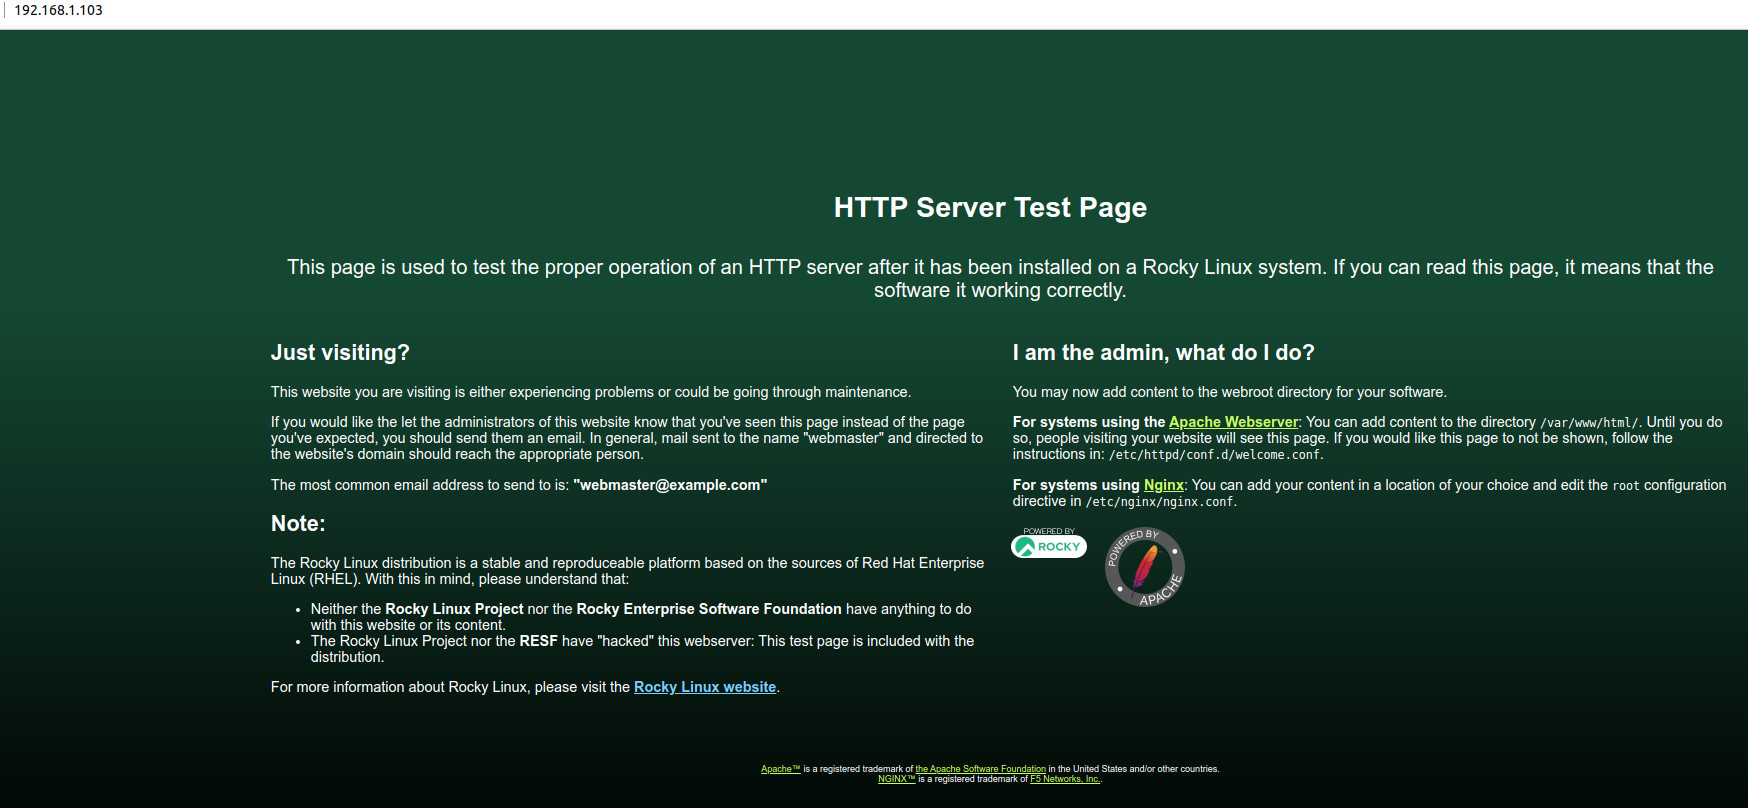 192.168.1.103
HTTP Server Test Page
This page is used to test the proper operation of an HTTP server after it has been installed on a Rocky Linux system. If you can read this page, it means that the
software it working correctly.
Just visiting?
This website you are visiting is either experiencing problems or could be going through maintenance.
If you would like the let the administrators of this website know that you've seen this page instead of the page
you've expected, you should send them an email. In general, mail sent to the name "webmaster" and directed to
the website's domain should reach the appropriate person.
The most common email address to send to is: "webmaster@example.com"
Note:
The Rocky Linux distribution is a stable and reproduceable platform based on the sources of Red Hat Enterprise
Linux (RHEL). With this in mind, please understand that:
• Neither the Rocky Linux Project nor the Rocky Enterprise Software Foundation have anything to do
with this website or its content.
• The Rocky Linux Project nor the RESF have "hacked" this webserver: This test page is included with the
distribution.
For more information about Rocky Linux, please visit the Rocky Linux website.
I am the admin, what do I do?
You may now add content to the webroot directory for your software.
For systems using the Apache Webserver: You can add content to the directory /var/www/html/. Until you do
so, people visiting your website will see this page. If you would like this page to not be shown, follow the
instructions in: /etc/httpd/conf.d/welcome.conf.
For systems using Nginx: You can add your content in a location of your choice and edit the root configuration
directive in /etc/nginx/nginx.conf.
POWERED BY
ROCKY
POWERED BY
APACHE
Apache™ is a registered trademark of the Apache Software Foundation in the United States and/or other countries.
NGINX™ is a registered trademark of F5 Networks, Inc..